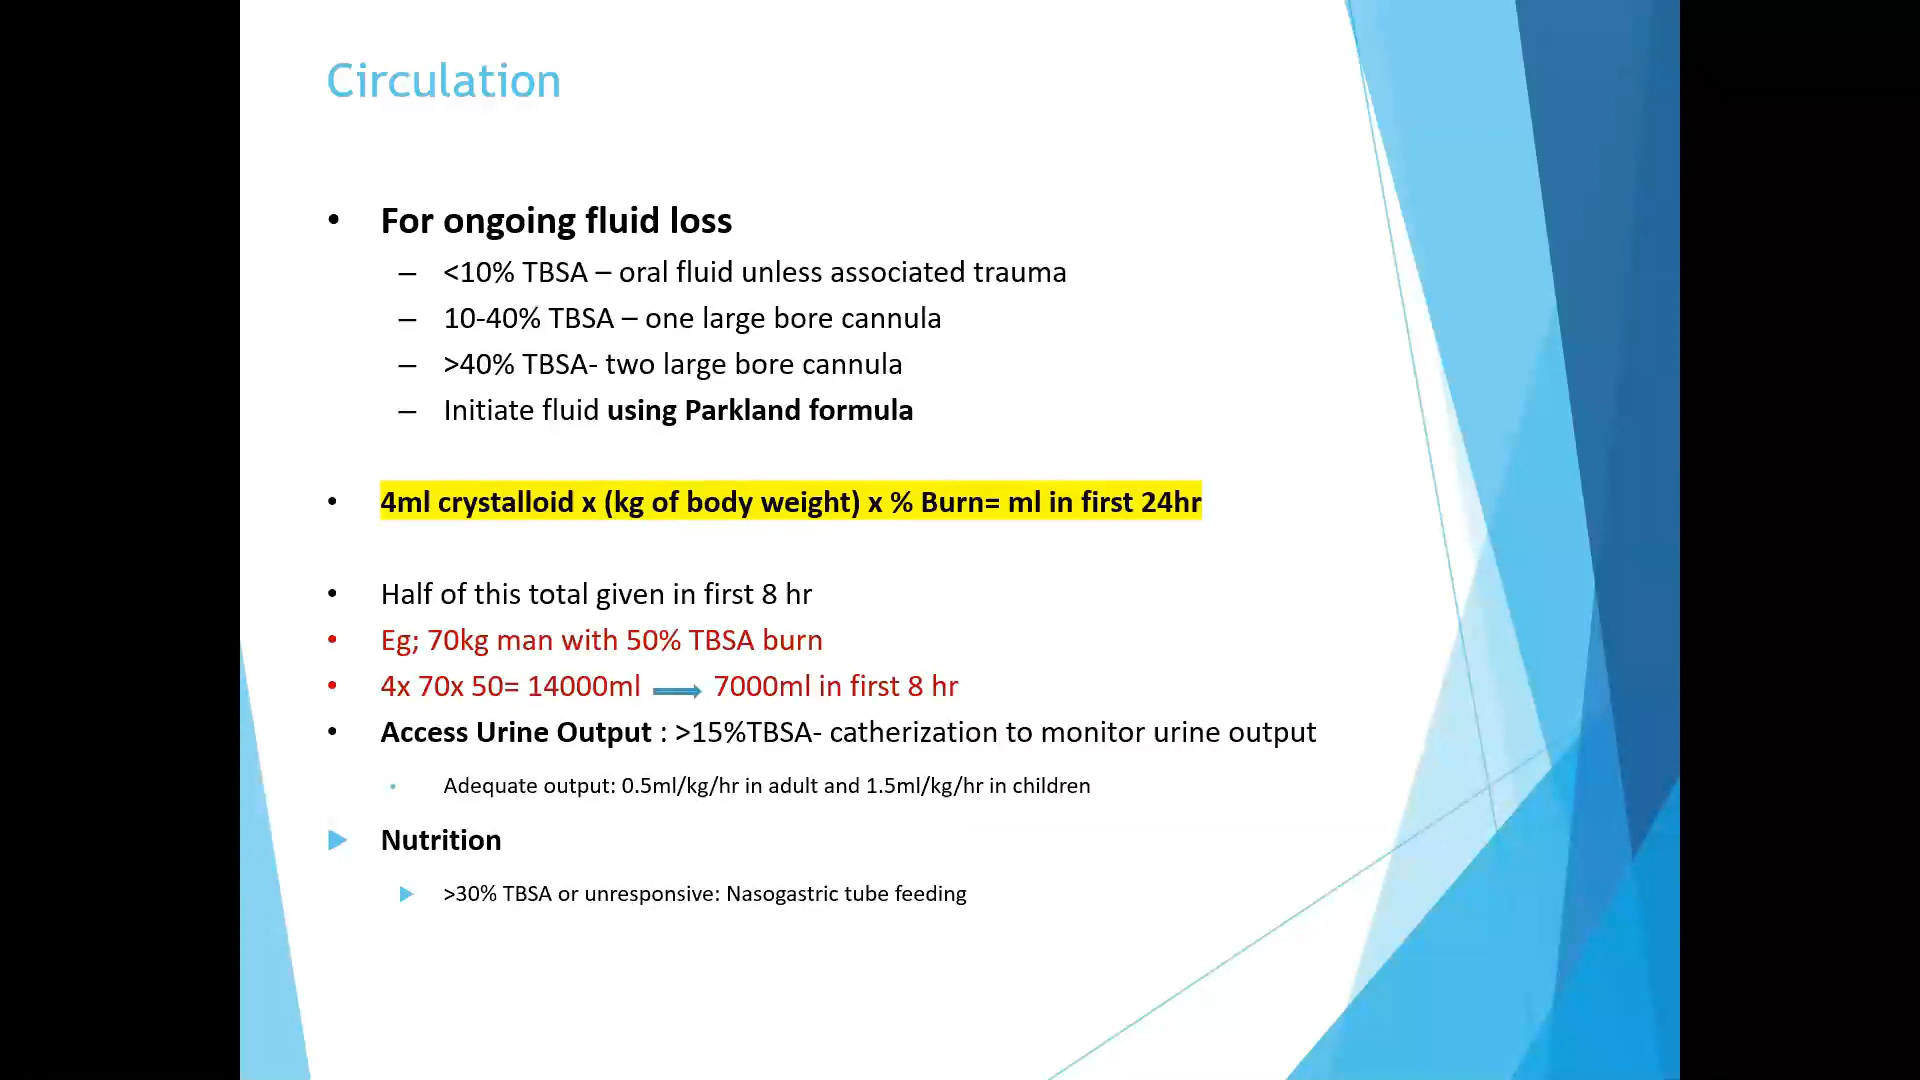 Circulation
• For ongoing fluid loss
– <10% TBSA – oral fluid unless associated trauma
– 10-40% TBSA – one large bore cannula
– >40% TBSA- two large bore cannula
– Initiate fluid using Parkland formula
• 4ml crystalloid x (kg of body weight) x % Burn= ml in first 24hr
• Half of this total given in first 8 hr
• Eg; 70kg man with 50% TBSA burn
• 4x 70x 50= 14000ml 7000ml in first 8 hr
• Access Urine Output : >15%TBSA- catherization to monitor urine output
• Adequate output: 0.5ml/kg/hr in adult and 1.5ml/kg/hr in children
Nutrition
>30% TBSA or unresponsive: Nasogastric tube feeding